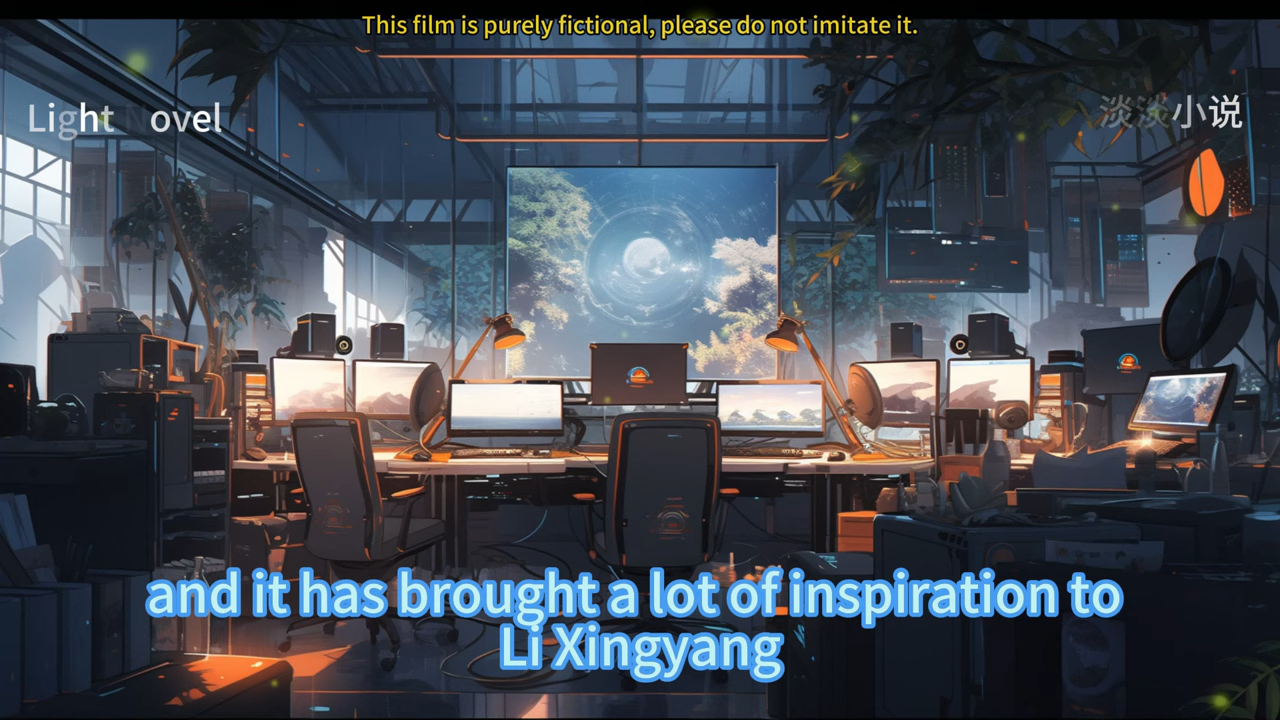 This film is purely fictional, please do not imitate it.
Light Novel
淡淡小说
and it has brought a lot of inspiration to
Li Xingyang